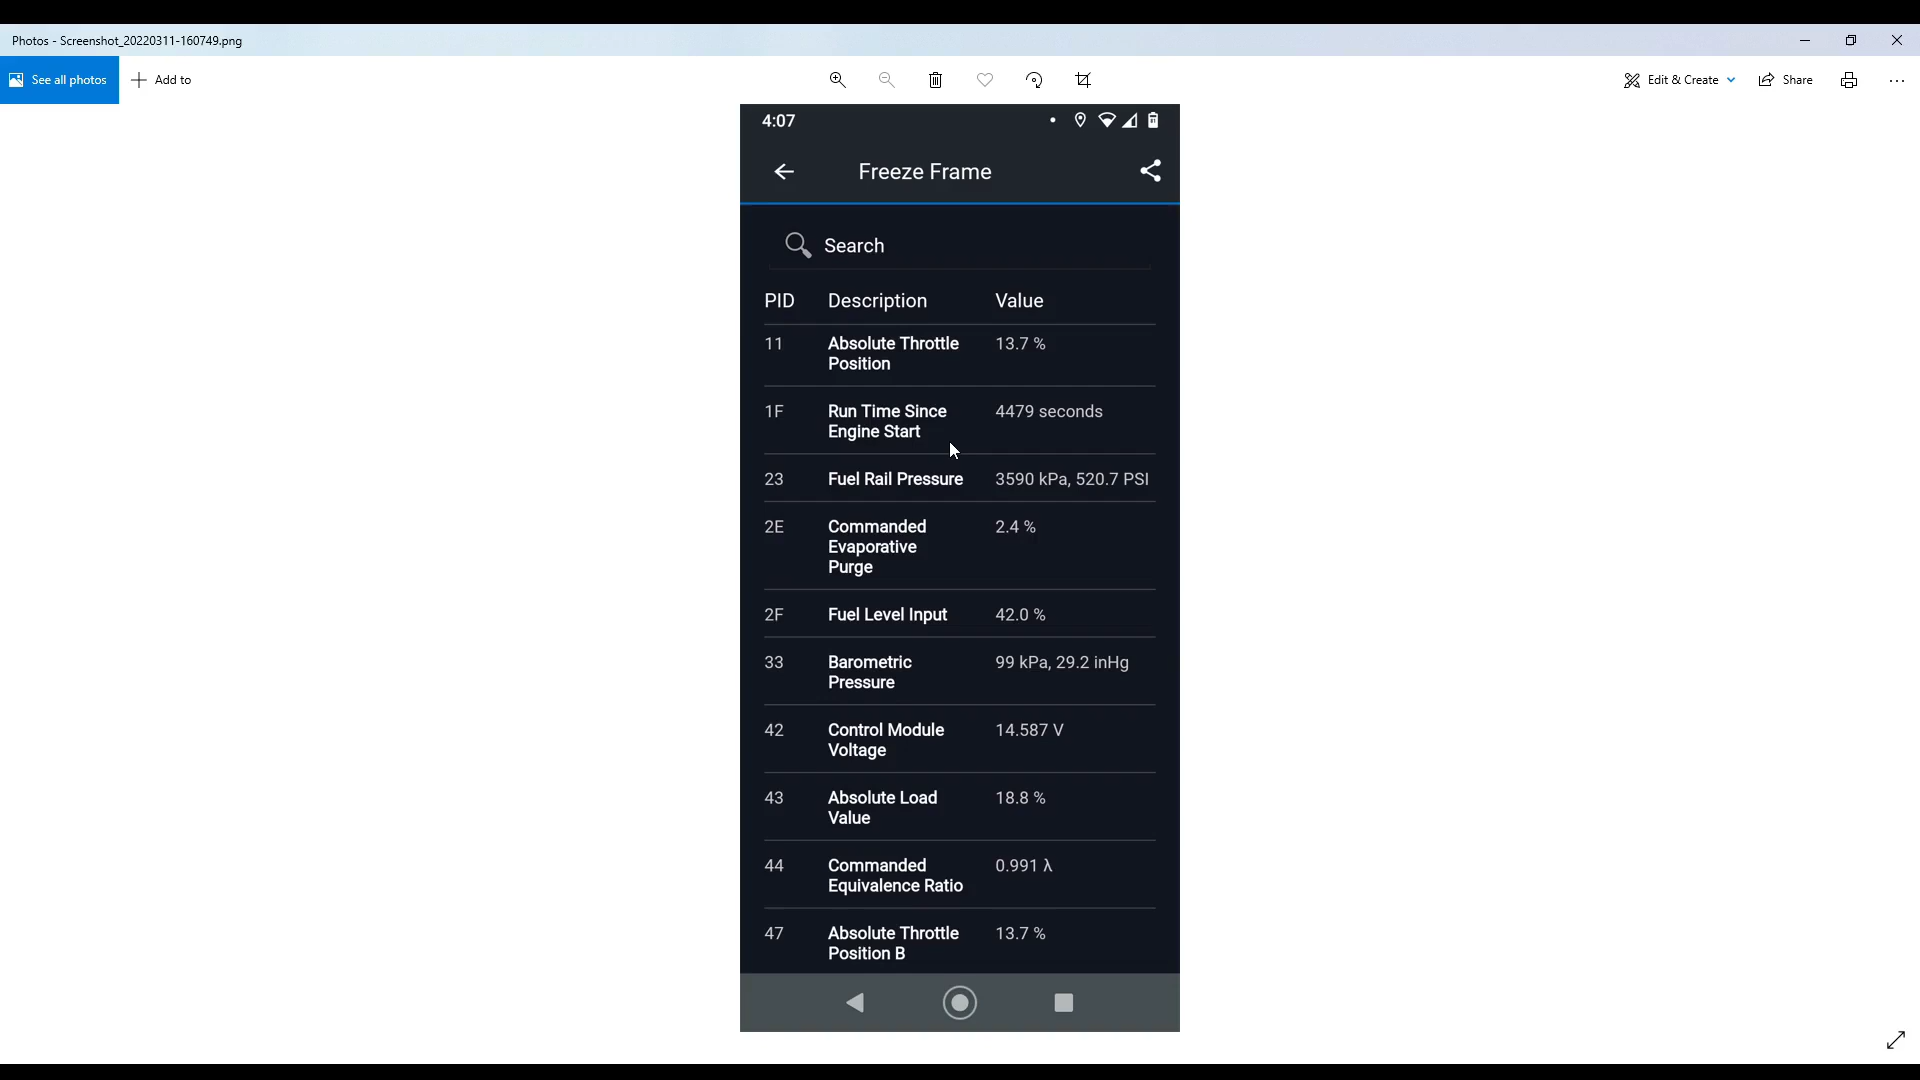 Photos - Screenshot_20220311-160749.png
See all photos
Add to
Edit & Create
Share
4:07
Freeze Frame
Search
PID Description Value
11 Absolute Throttle 13.7 %
Position
1F Run Time Since 4479 seconds
Engine Start
23 Fuel Rail Pressure 3590 kPa, 520.7 PSI
2E Commanded 2.4 %
Evaporative
Purge
2F Fuel Level Input 42.0 %
33 Barometric 99 kPa, 29.2 inHg
Pressure
42 Control Module 14.587 V
Voltage
43 Absolute Load 18.8 %
Value
44 Commanded 0.991 λ
Equivalence Ratio
47 Absolute Throttle 13.7 %
Position B